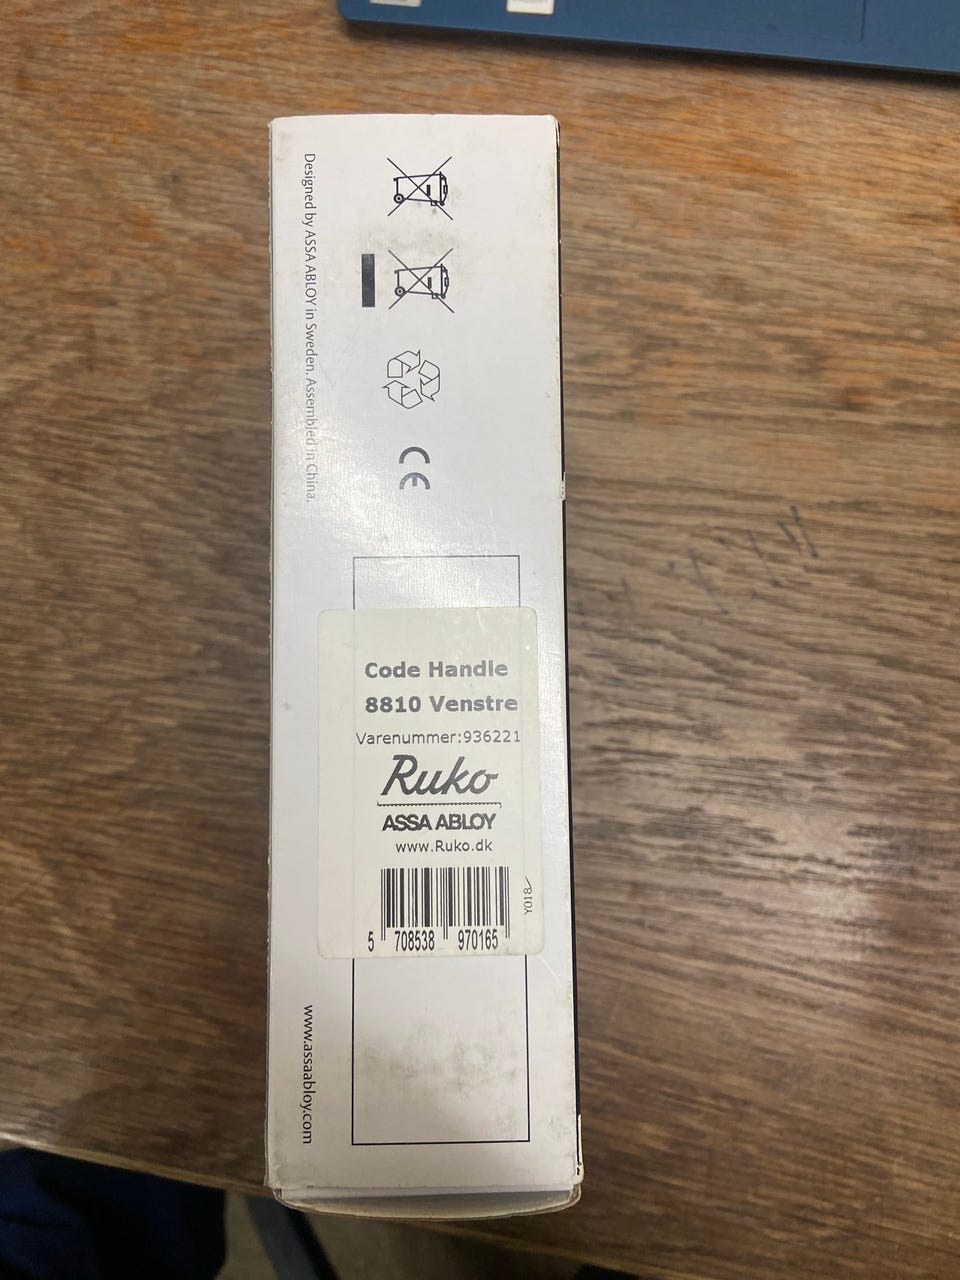 Designed by ASSA ABLOY in Sweden. Assembled in China.
CE
Code Handle
8810 Venstre
Varenummer:936221
Ruko
ASSA ABLOY
www.Ruko.dk
Y018
5 708538 970165
www.assaabloy.com